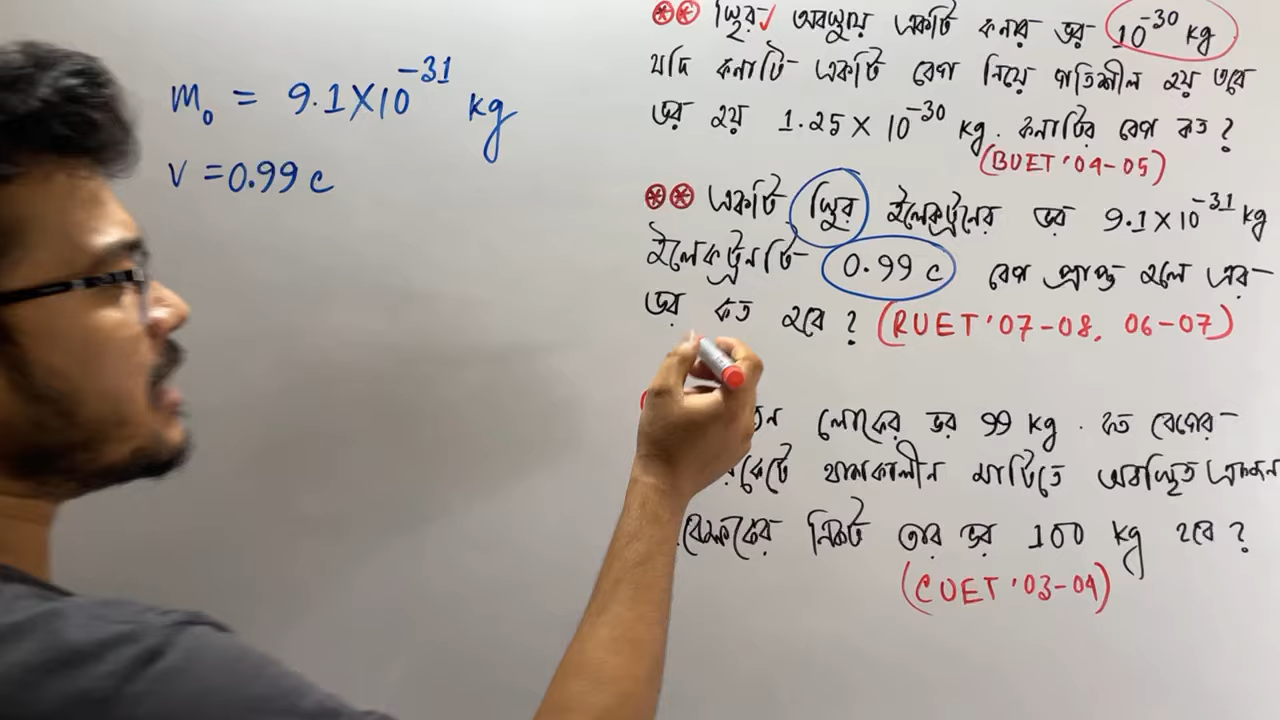 m₀ = 9.1×10⁻³¹ kg
v = 0.99 c
স্থির অবস্থায় একটি কনার ভর 10⁻³⁰ kg
যদি কনাটি একটি বেগ নিয়ে গতিশীল হয় তবে
ভর হয় 1.25 × 10⁻³⁰ kg. কনাটির বেগ কত ?
(BUET '04-05)
একটি স্থির ইলেকট্রনের ভর 9.1×10⁻³¹ kg
ইলেকট্রনটি 0.99 c বেগ প্রাপ্ত হলে এর
ভর কত হবে ? (RUET '07-08, 06-07)
লোকের ভর 99 kg . কত বেগের
থাকাকালীন মাটিতে অবস্থিত একজন
নিকট তার ভর 100 kg হবে ?
(CUET '03-04)